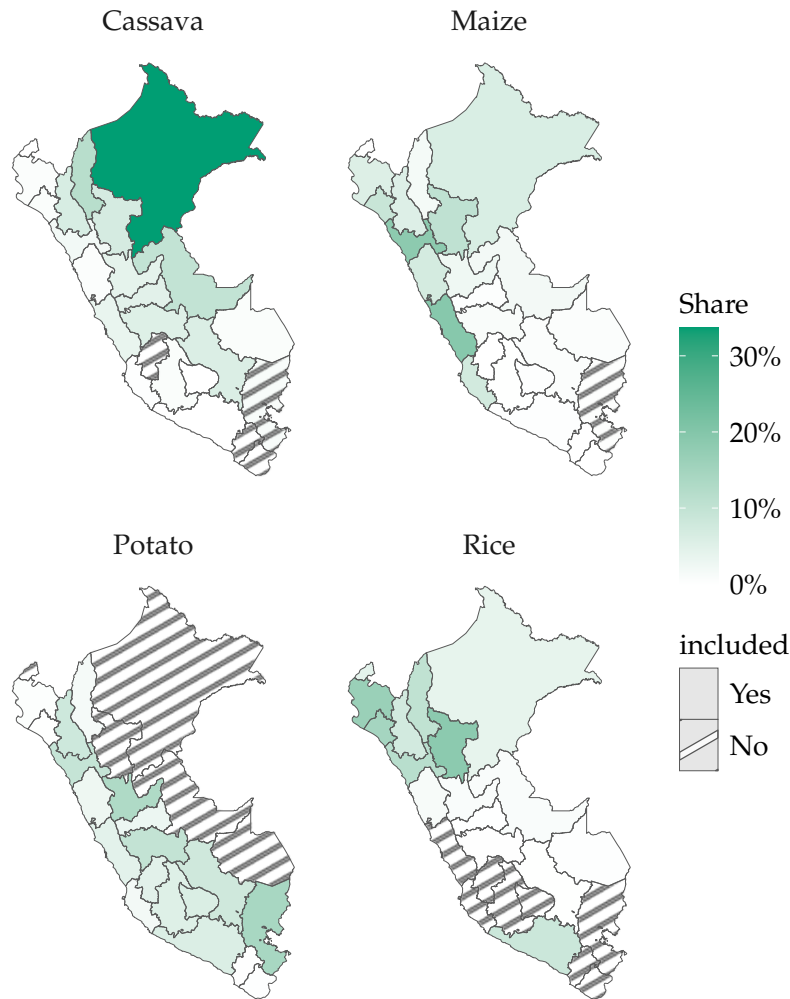 Cassava
Maize
Potato
Rice
Share
30%
20%
10%
0%
included
Yes
No